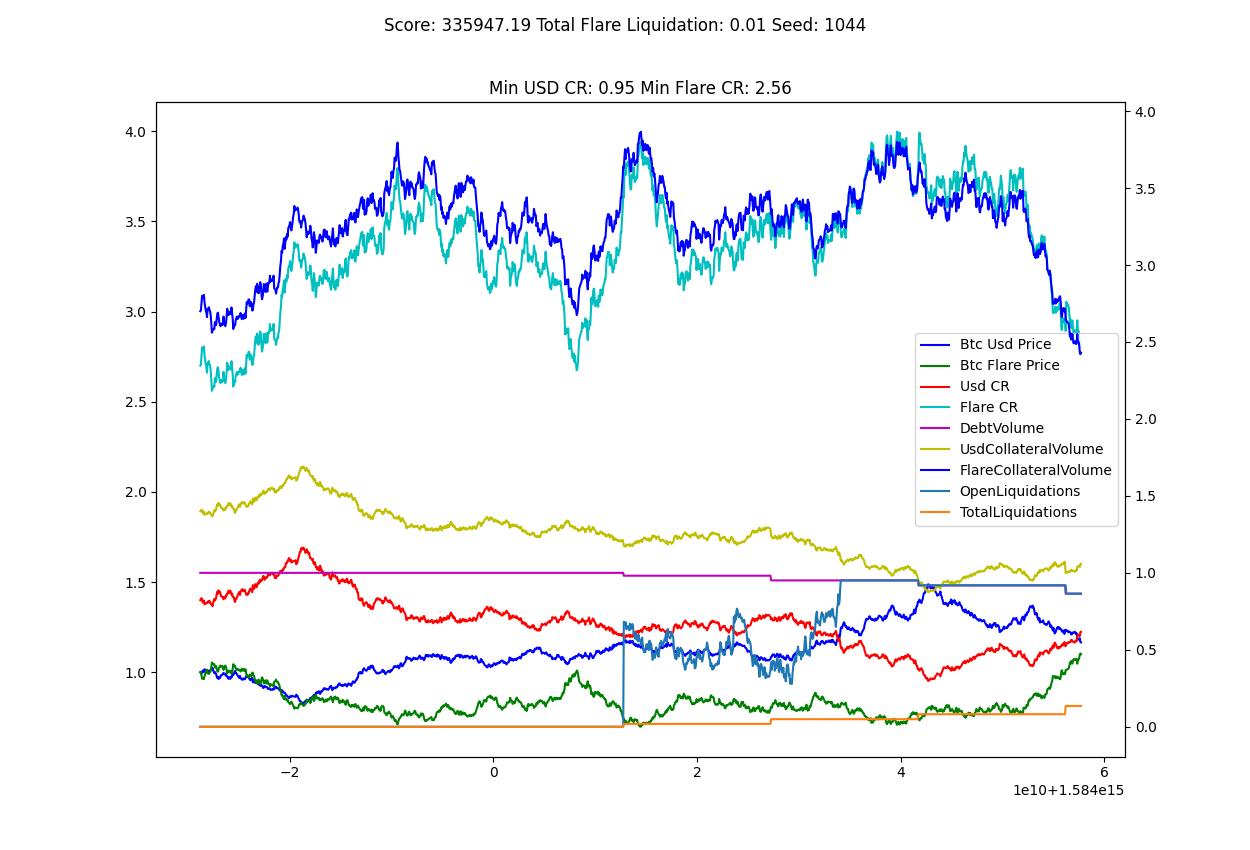 Score: 335947.19 Total Flare Liquidation: 0.01 Seed: 1044
Min USD CR: 0.95 Min Flare CR: 2.56
4.0
3.5
3.0
2.5
2.0
1.5
1.0
4.0
3.5
3.0
2.5
2.0
1.5
1.0
0.5
0.0
Btc Usd Price
Btc Flare Price
Usd CR
Flare CR
DebtVolume
UsdCollateralVolume
FlareCollateralVolume
OpenLiquidations
TotalLiquidations
−2 0 2 4 6
1e10+1.584e15